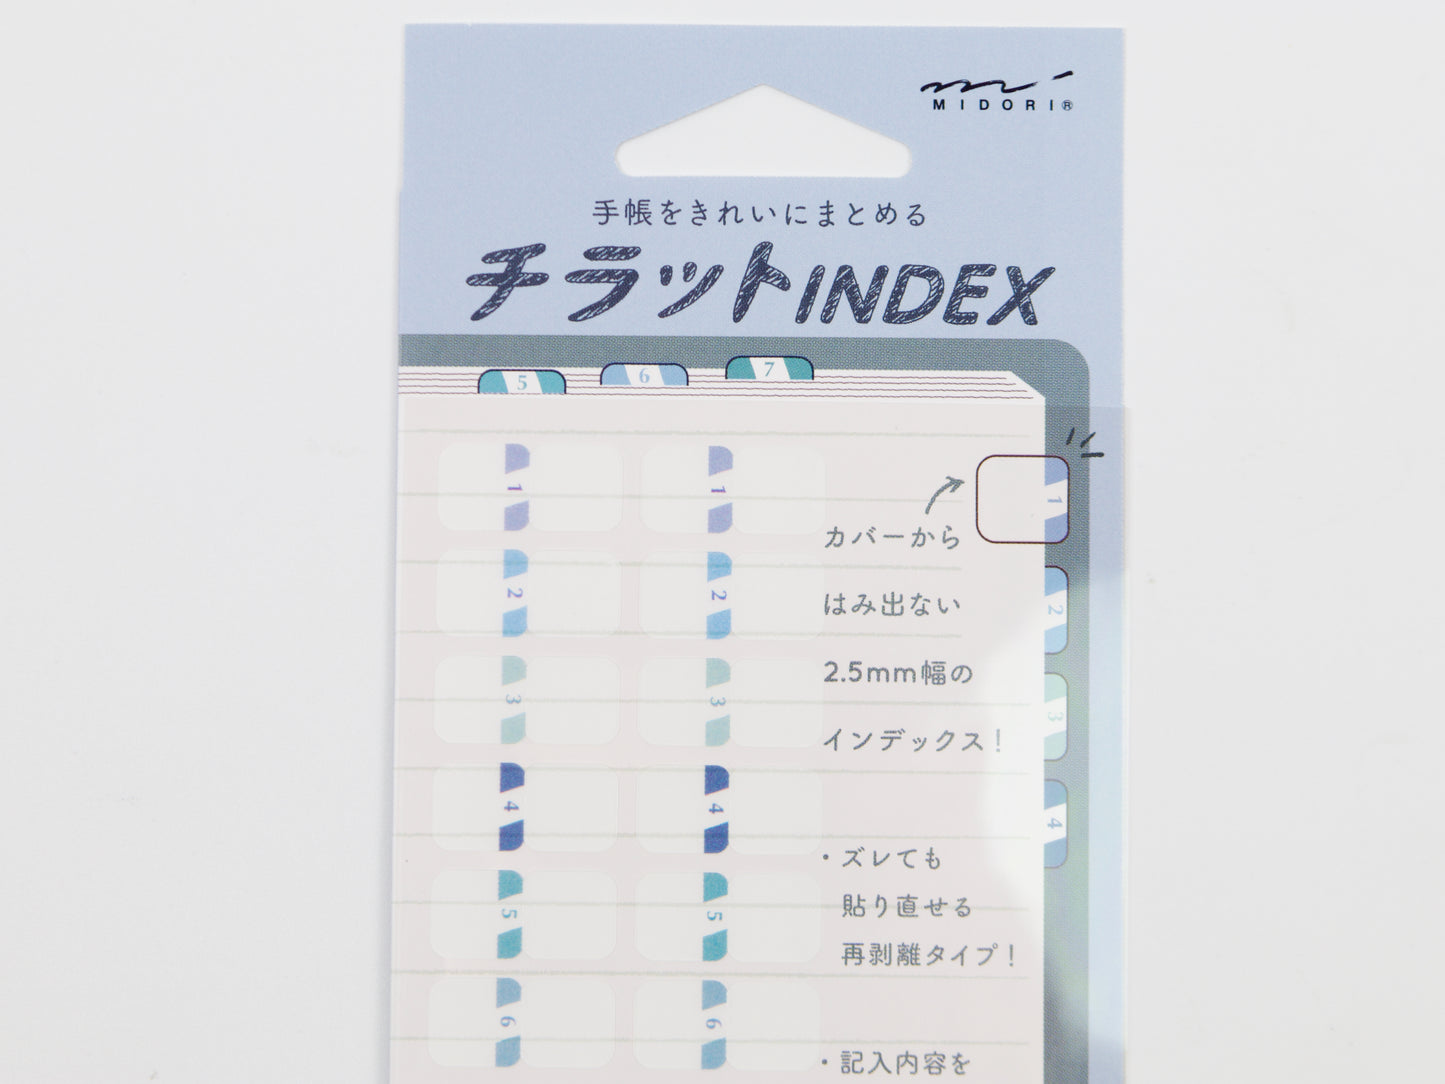 MIDORI®
手帳をきれいにまとめる
チラットINDEX
5 6 7
1 1 1
カバーから
2 2 2
はみ出ない
2.5mm幅の
3 3 3
インデックス!
4 4 4
・ズレても
5 5
貼り直せる
再剥離タイプ!
6 6
・記入内容を